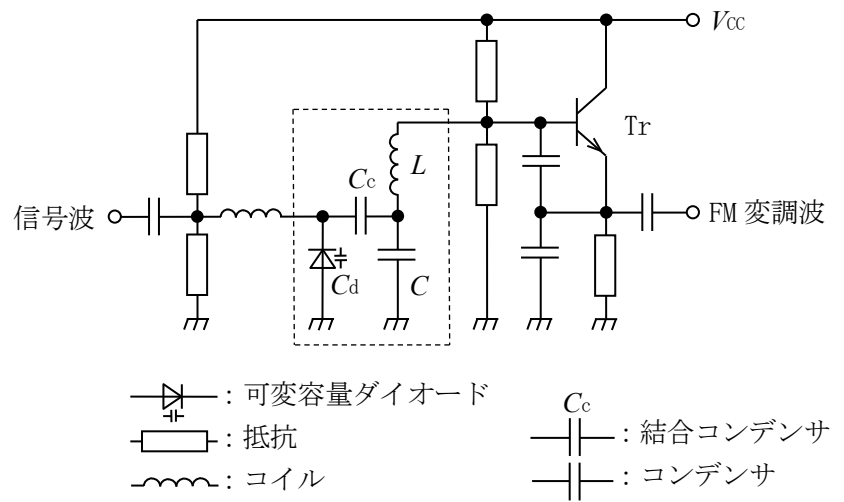 VCC
Tr
Cc
L
信号波
FM 変調波
Cd
C
：可変容量ダイオード
：抵抗
：コイル
Cc
：結合コンデンサ
：コンデンサ